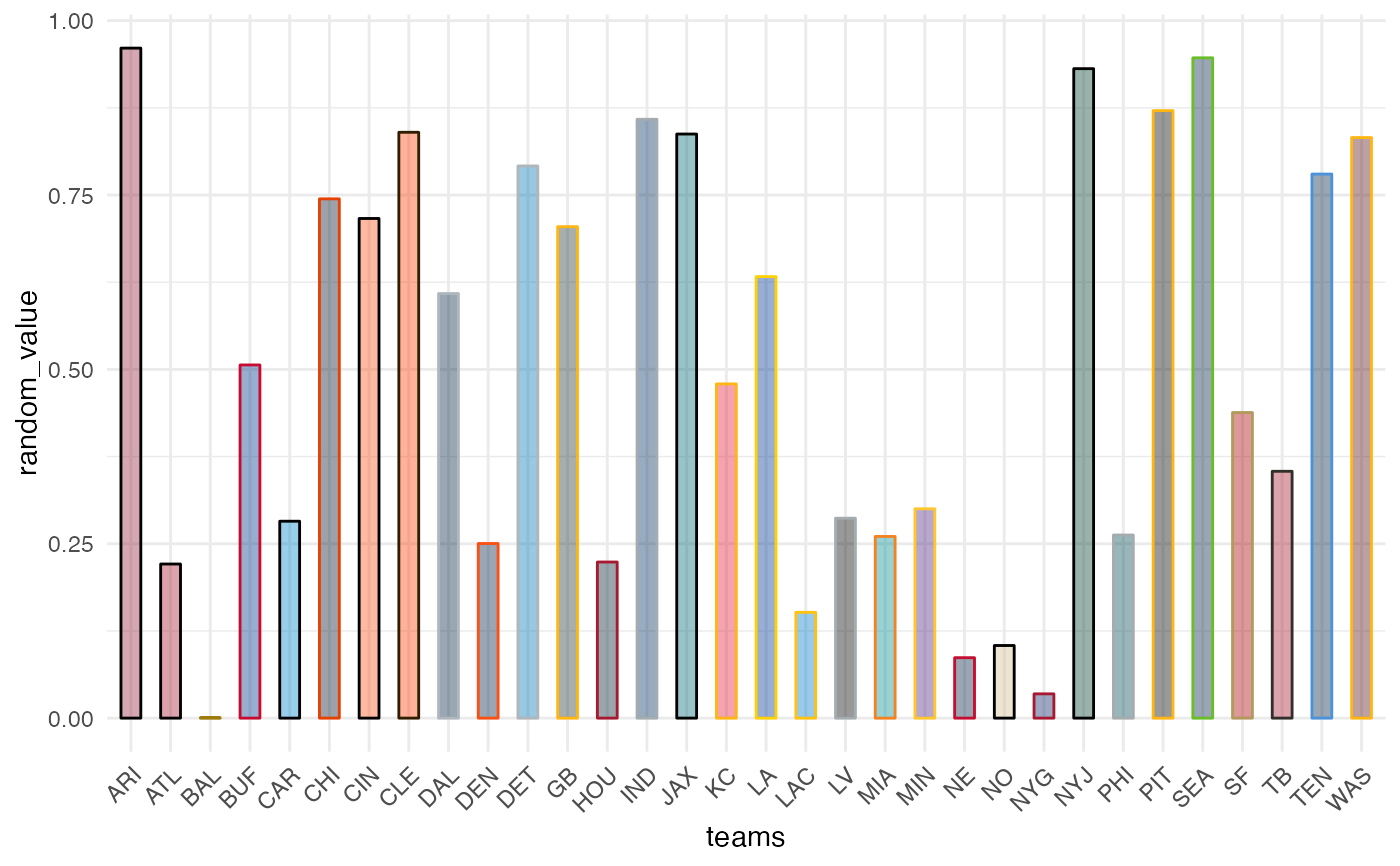 1.00
0.75
0.50
0.25
0.00
random_value
ARI
ATL
BAL
BUF
CAR
CHI
CIN
CLE
DAL
DEN
DET
GB
HOU
IND
JAX
KC
LA
LAC
LV
MIA
MIN
NE
NO
NYG
NYJ
PHI
PIT
SEA
SF
TB
TEN
WAS
teams